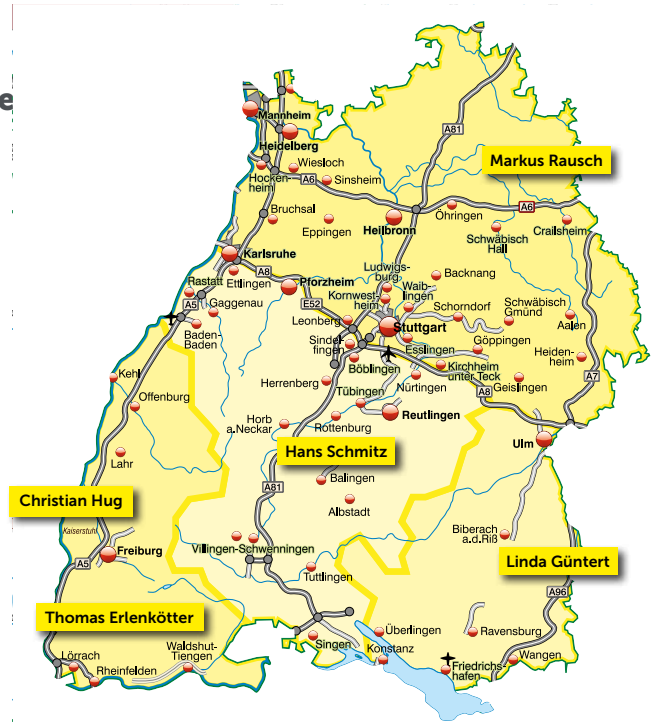 e
Mannheim
Heidelberg
A81
Markus Rausch
Wiesloch
Hocken-
heim
A6
Sinsheim
Bruchsal
Eppingen
Heilbronn
Öhringen
A6
Schwäbisch
Hall
Crailsheim
Karlsruhe
Ettlingen
A8
Pforzheim
Ludwigs-
burg
Backnang
Rastatt
A5
Gaggenau
E52
Kornwest-
heim
Waib-
lingen
Leonberg
Stuttgart
Schorndorf
Schwäbisch
Gmünd
Aalen
Baden-
Baden
Sindel-
fingen
Esslingen
Göppingen
Böblingen
Kirchheim
unter Teck
Heiden-
heim
Kehl
Herrenberg
Tübingen
Nürtingen
Geislingen
A8
A7
Offenburg
Horb
a.Neckar
Rottenburg
Reutlingen
Ulm
Lahr
Hans Schmitz
Balingen
A81
Albstadt
Christian Hug
Kaiserstuhl
Freiburg
A5
Villingen-Schwenningen
Tuttlingen
Biberach
a.d.Riß
Linda Güntert
A96
Thomas Erlenkötter
Lörrach
Rheinfelden
Waldshut-
Tiengen
Singen
Überlingen
Konstanz
Ravensburg
Friedrichs-
hafen
Wangen